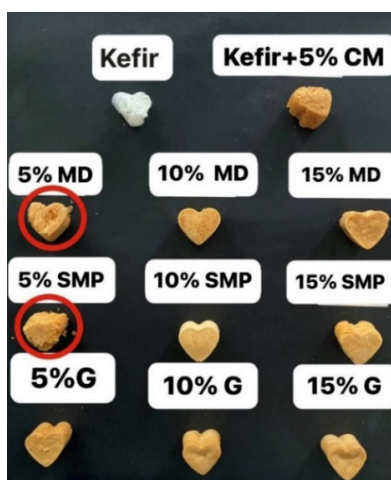 Kefir
Kefir+5% CM
5% MD
10% MD
15% MD
5% SMP
10% SMP
15% SMP
5%G
10% G
15% G